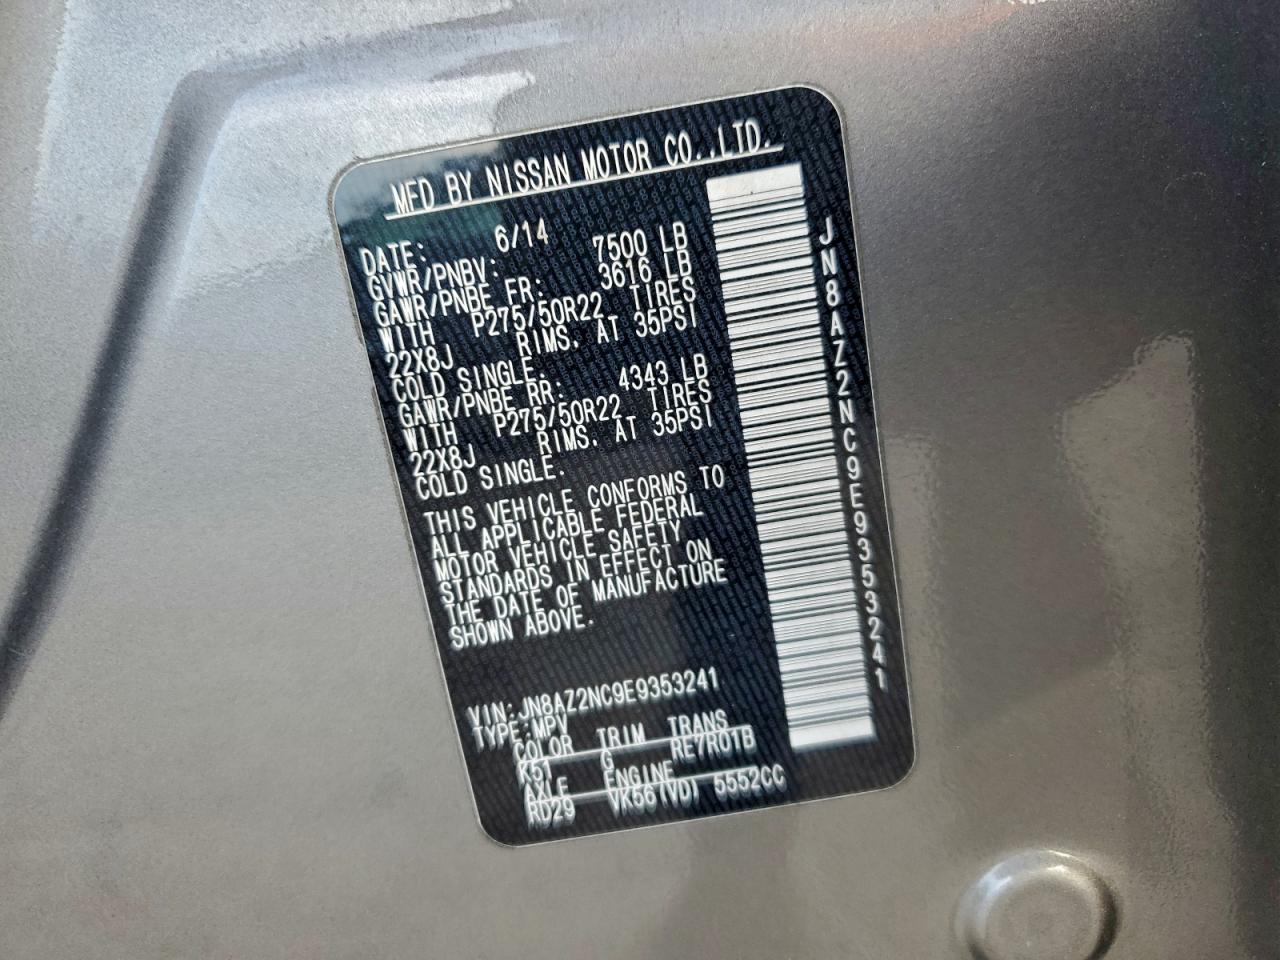 MFD BY NISSAN MOTOR CO.,LTD.
DATE: 6/14
GVWR/PNBV: 7500 LB
GAWR/PNBE FR: 3616 LB
WITH P275/50R22 TIRES
22X8J RIMS, AT 35PSI
COLD SINGLE.
GAWR/PNBE RR: 4343 LB
WITH P275/50R22 TIRES
22X8J RIMS, AT 35PSI
COLD SINGLE.
THIS VEHICLE CONFORMS TO
ALL APPLICABLE FEDERAL
MOTOR VEHICLE SAFETY
STANDARDS IN EFFECT ON
THE DATE OF MANUFACTURE
SHOWN ABOVE.
VIN:JN8AZ2NC9E9353241
TYPE:MPV
COLOR TRIM TRANS
K51 G RE7R01B
AXLE ENGINE
RD29 VK56(VD) 5552CC
JN8AZ2NC9E9353241